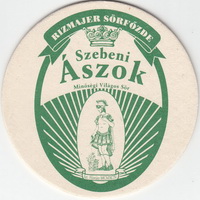 RIZMAJER SÖRFŐZDE
Szebeni
Ászok
Minőségi Világos Sör